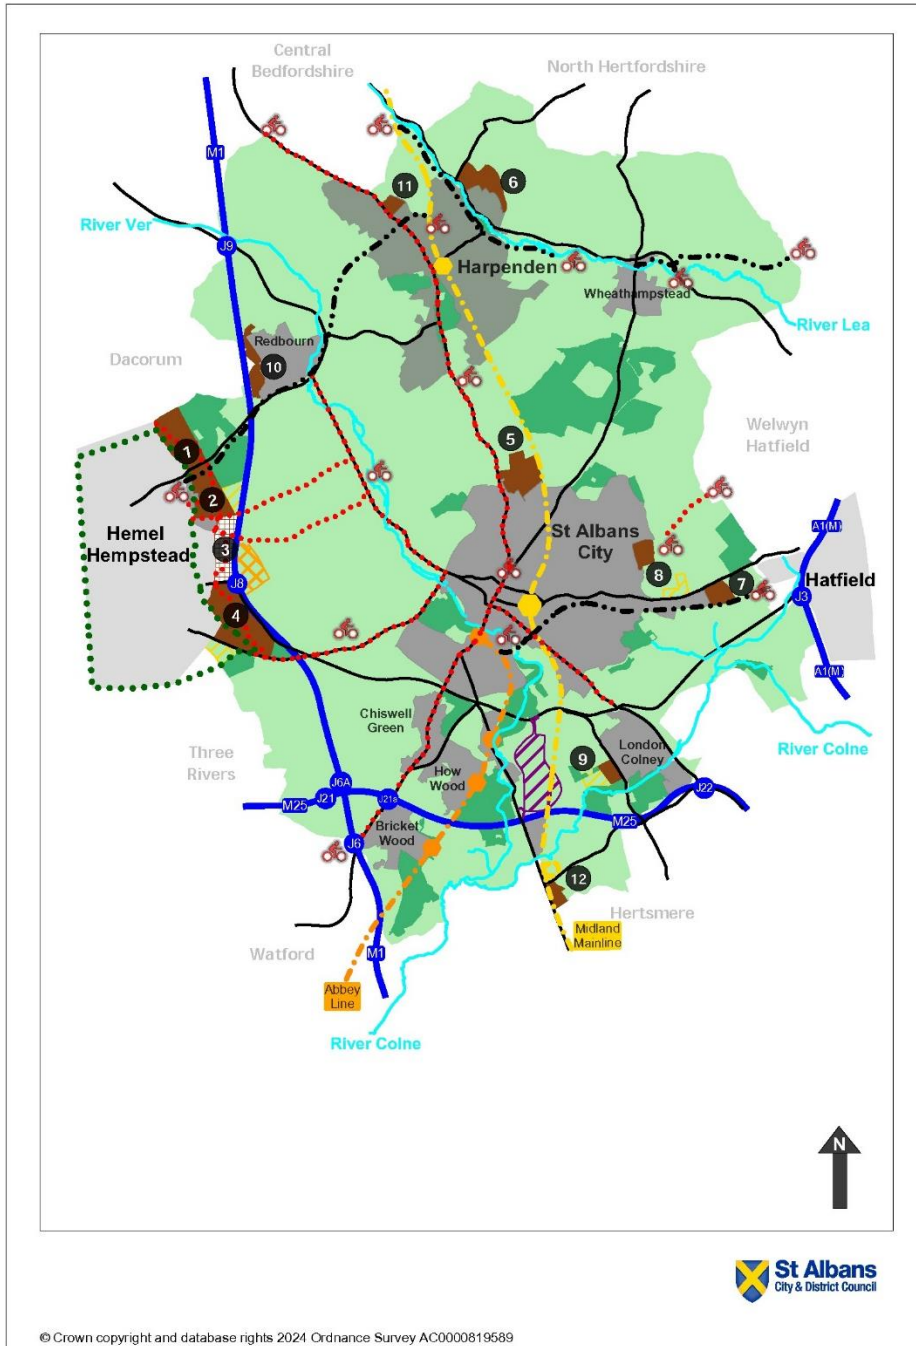 Central
Bedfordshire
North Hertfordshire
M1
11
6
River Ver
J9
Harpenden
Wheathampstead
River Lea
Redbourn
Dacorum
10
Welwyn
Hatfield
1
5
2
A1(M)
Hemel
Hempstead
3
St Albans
City
8
7
Hatfield
J8
J3
4
A1(M)
Chiswell
Green
Three
Rivers
How
Wood
9
London
Colney
River Colne
J6A
M25
J21
J21a
J22
Bricket
Wood
M25
J6
12
Hertsmere
Watford
M1
Midland
Mainline
Abbey
Line
River Colne
N
St Albans
City & District Council
© Crown copyright and database rights 2024 Ordnance Survey AC0000819589